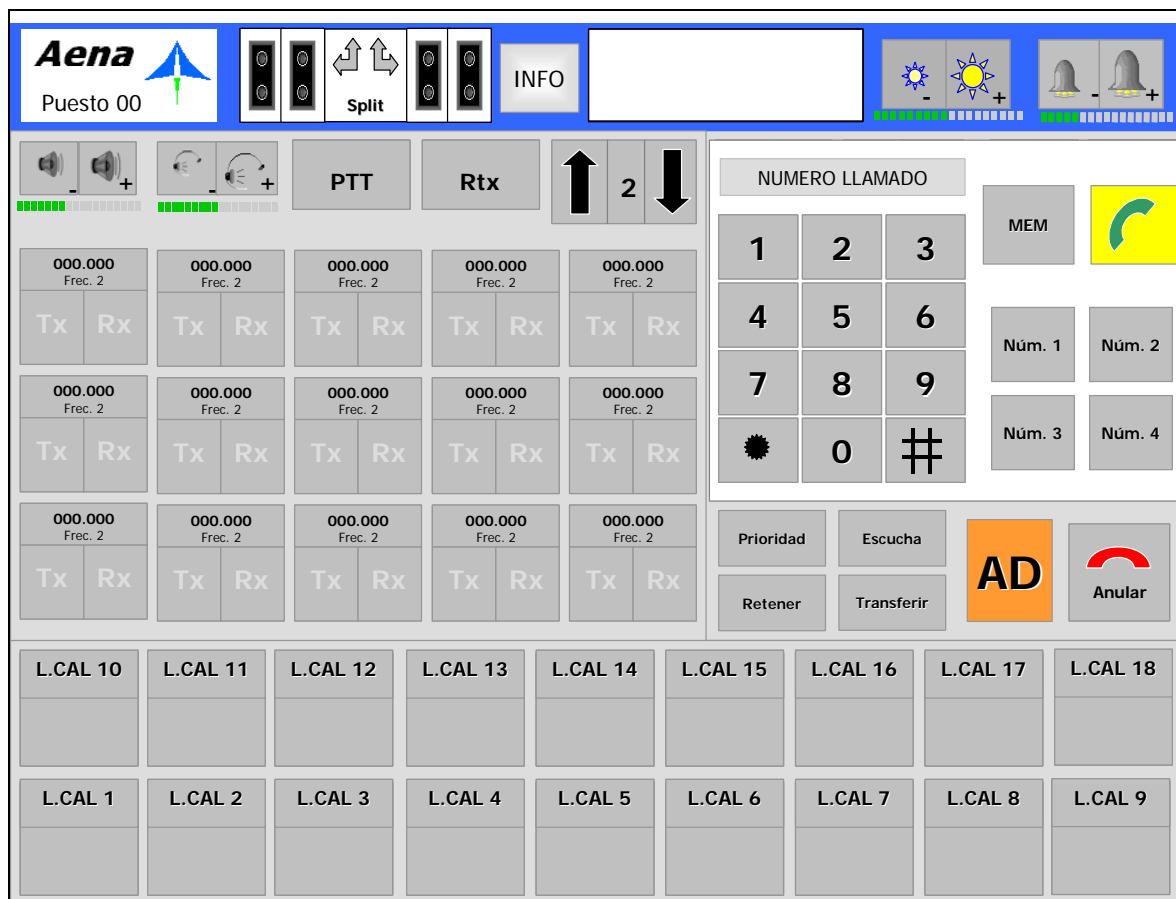 Aena
Puesto 00
Split
INFO
- +
- +
- +
- +
PTT
Rtx
2
NUMERO LLAMADO
1 2 3
4 5 6
7 8 9
0 #
MEM
Núm. 1 Núm. 2
Núm. 3 Núm. 4
000.000 000.000 000.000 000.000 000.000
Frec. 2 Frec. 2 Frec. 2 Frec. 2 Frec. 2
Tx Rx Tx Rx Tx Rx Tx Rx Tx Rx
000.000 000.000 000.000 000.000 000.000
Frec. 2 Frec. 2 Frec. 2 Frec. 2 Frec. 2
Tx Rx Tx Rx Tx Rx Tx Rx Tx Rx
000.000 000.000 000.000 000.000 000.000
Frec. 2 Frec. 2 Frec. 2 Frec. 2 Frec. 2
Tx Rx Tx Rx Tx Rx Tx Rx Tx Rx
Prioridad Escucha
Retener Transferir
AD
Anular
L.CAL 10 L.CAL 11 L.CAL 12 L.CAL 13 L.CAL 14 L.CAL 15 L.CAL 16 L.CAL 17 L.CAL 18
L.CAL 1 L.CAL 2 L.CAL 3 L.CAL 4 L.CAL 5 L.CAL 6 L.CAL 7 L.CAL 8 L.CAL 9